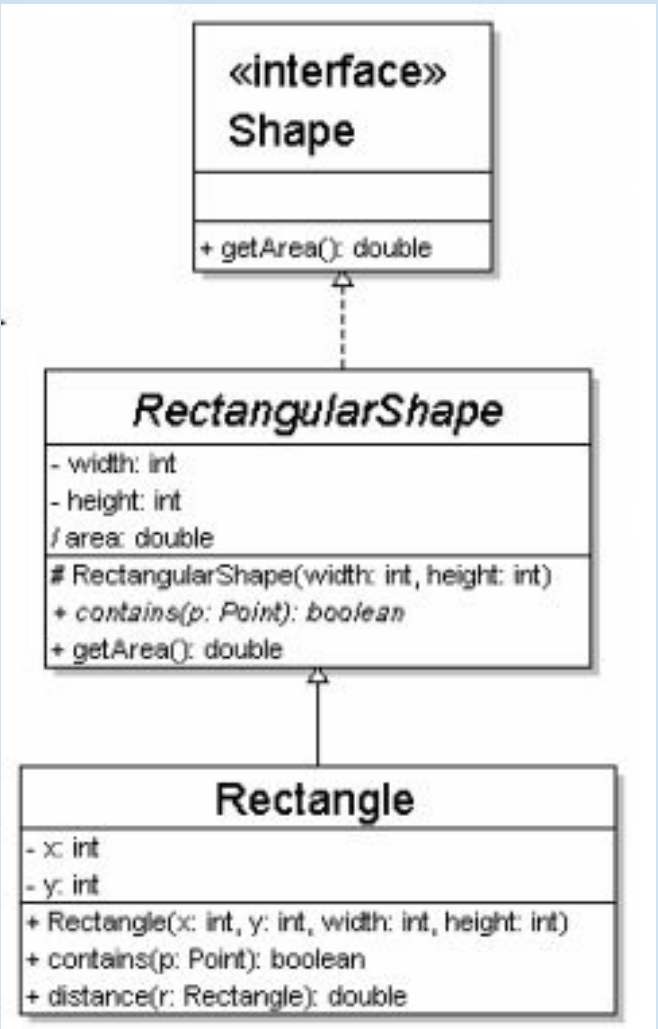 «interface»
Shape
+ getArea(): double
RectangularShape
- width: int
- height: int
/ area: double
# RectangularShape(width: int, height: int)
+ contains(p: Point): boolean
+ getArea(): double
Rectangle
- x: int
- y: int
+ Rectangle(x: int, y: int, width: int, height: int)
+ contains(p: Point): boolean
+ distance(r: Rectangle): double